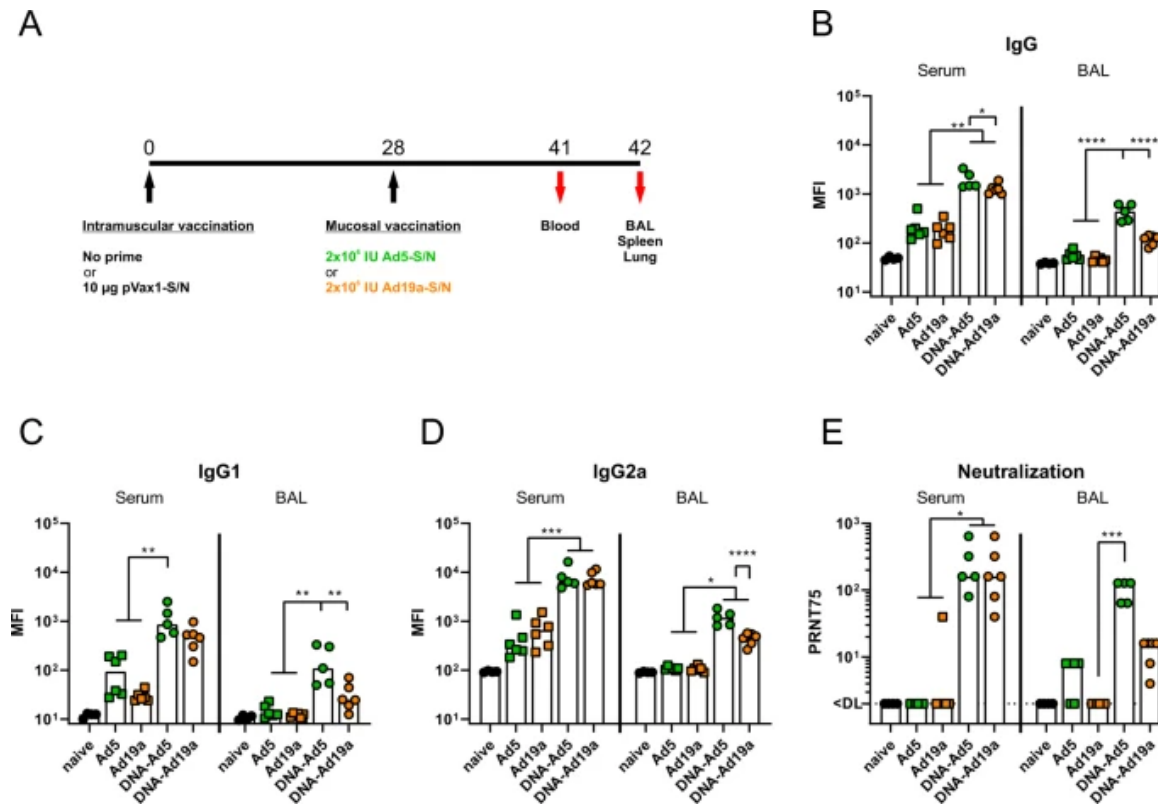 A
0 28 41 42
Intramuscular vaccination
No prime
or
10 µg pVax1-S/N
Mucosal vaccination
2x10⁶ IU Ad5-S/N
or
2x10⁶ IU Ad19a-S/N
Blood
BAL
Spleen
Lung
B
IgG
Serum BAL
** * **** ****
MFI
10⁵
10⁴
10³
10²
10¹
naive Ad5 Ad19a DNA-Ad5 DNA-Ad19a naive Ad5 Ad19a DNA-Ad5 DNA-Ad19a
C
IgG1
Serum BAL
** ** **
MFI
10⁵
10⁴
10³
10²
10¹
naive Ad5 Ad19a DNA-Ad5 DNA-Ad19a naive Ad5 Ad19a DNA-Ad5 DNA-Ad19a
D
IgG2a
Serum BAL
*** * ****
MFI
10⁵
10⁴
10³
10²
10¹
naive Ad5 Ad19a DNA-Ad5 DNA-Ad19a naive Ad5 Ad19a DNA-Ad5 DNA-Ad19a
E
Neutralization
Serum BAL
* ***
PRNT75
10³
10²
10¹
<DL
naive Ad5 Ad19a DNA-Ad5 DNA-Ad19a naive Ad5 Ad19a DNA-Ad5 DNA-Ad19a